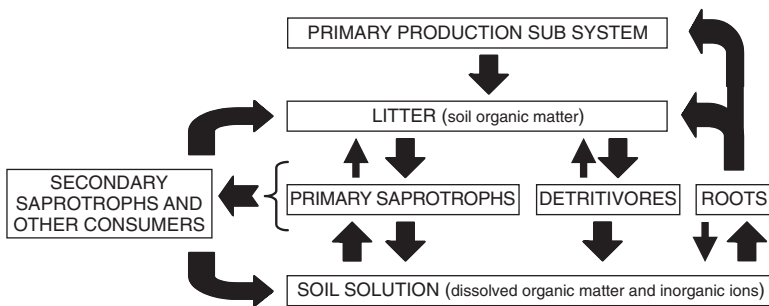 PRIMARY PRODUCTION SUB SYSTEM
LITTER (soil organic matter)
SECONDARY
SAPROTROPHS AND
OTHER CONSUMERS
PRIMARY SAPROTROPHS
DETRITIVORES
ROOTS
SOIL SOLUTION (dissolved organic matter and inorganic ions)